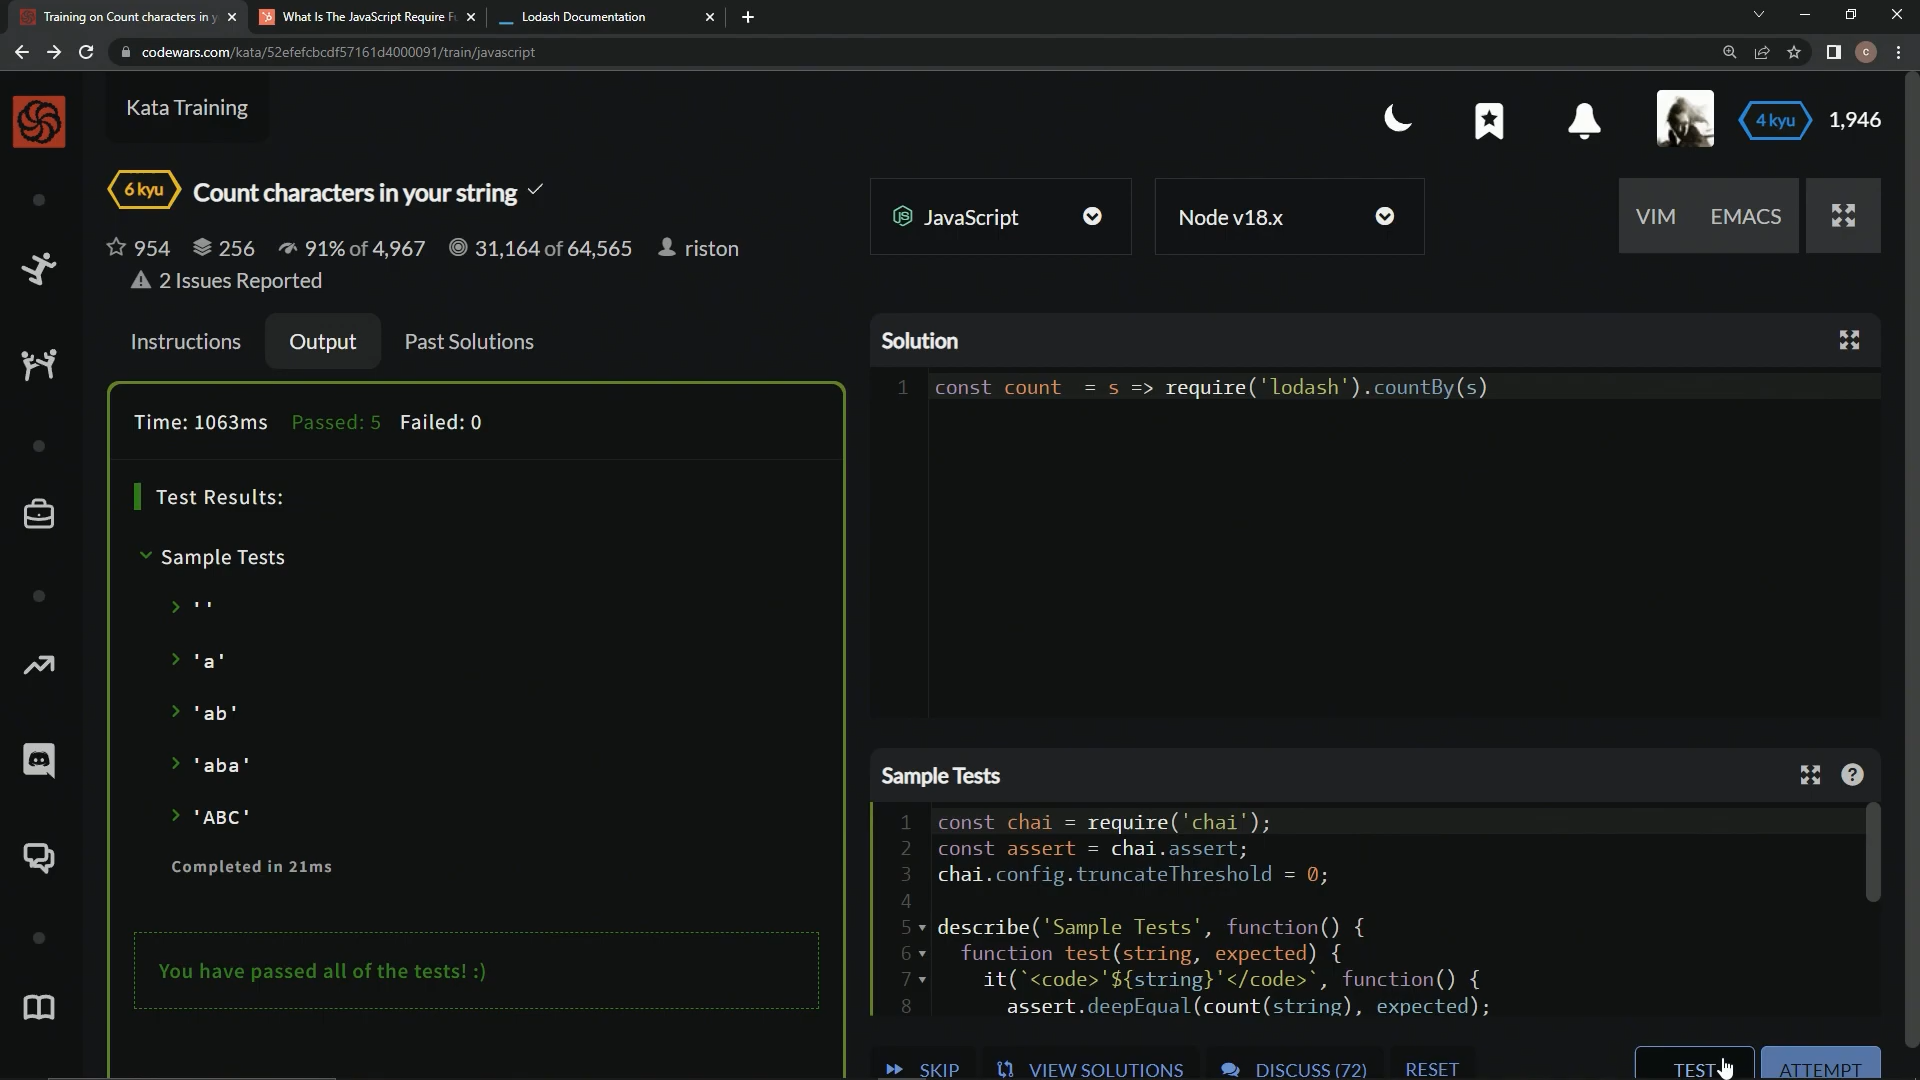 Training on Count characters in y
What Is The JavaScript Require Fu
Lodash Documentation
codewars.com/kata/52efefcbcdf57161d4000091/train/javascript
C
Kata Training
4 kyu
1,946
6 kyu
Count characters in your string
954 256 91% of 4,967 31,164 of 64,565 riston
2 Issues Reported
JavaScript
Node v18.x
VIM EMACS
Instructions Output Past Solutions
Time: 1063ms Passed: 5 Failed: 0
Test Results:
Sample Tests
''
'a'
'ab'
'aba'
'ABC'
Completed in 21ms
You have passed all of the tests! :)
Solution
1 const count  = s => require('lodash').countBy(s)
Sample Tests
1 const chai = require('chai');
2 const assert = chai.assert;
3 chai.config.truncateThreshold = 0;
4
5 describe('Sample Tests', function() {
6   function test(string, expected) {
7     it(`<code>'${string}'</code>`, function() {
8       assert.deepEqual(count(string), expected);
SKIP VIEW SOLUTIONS DISCUSS (72) RESET TEST ATTEMPT